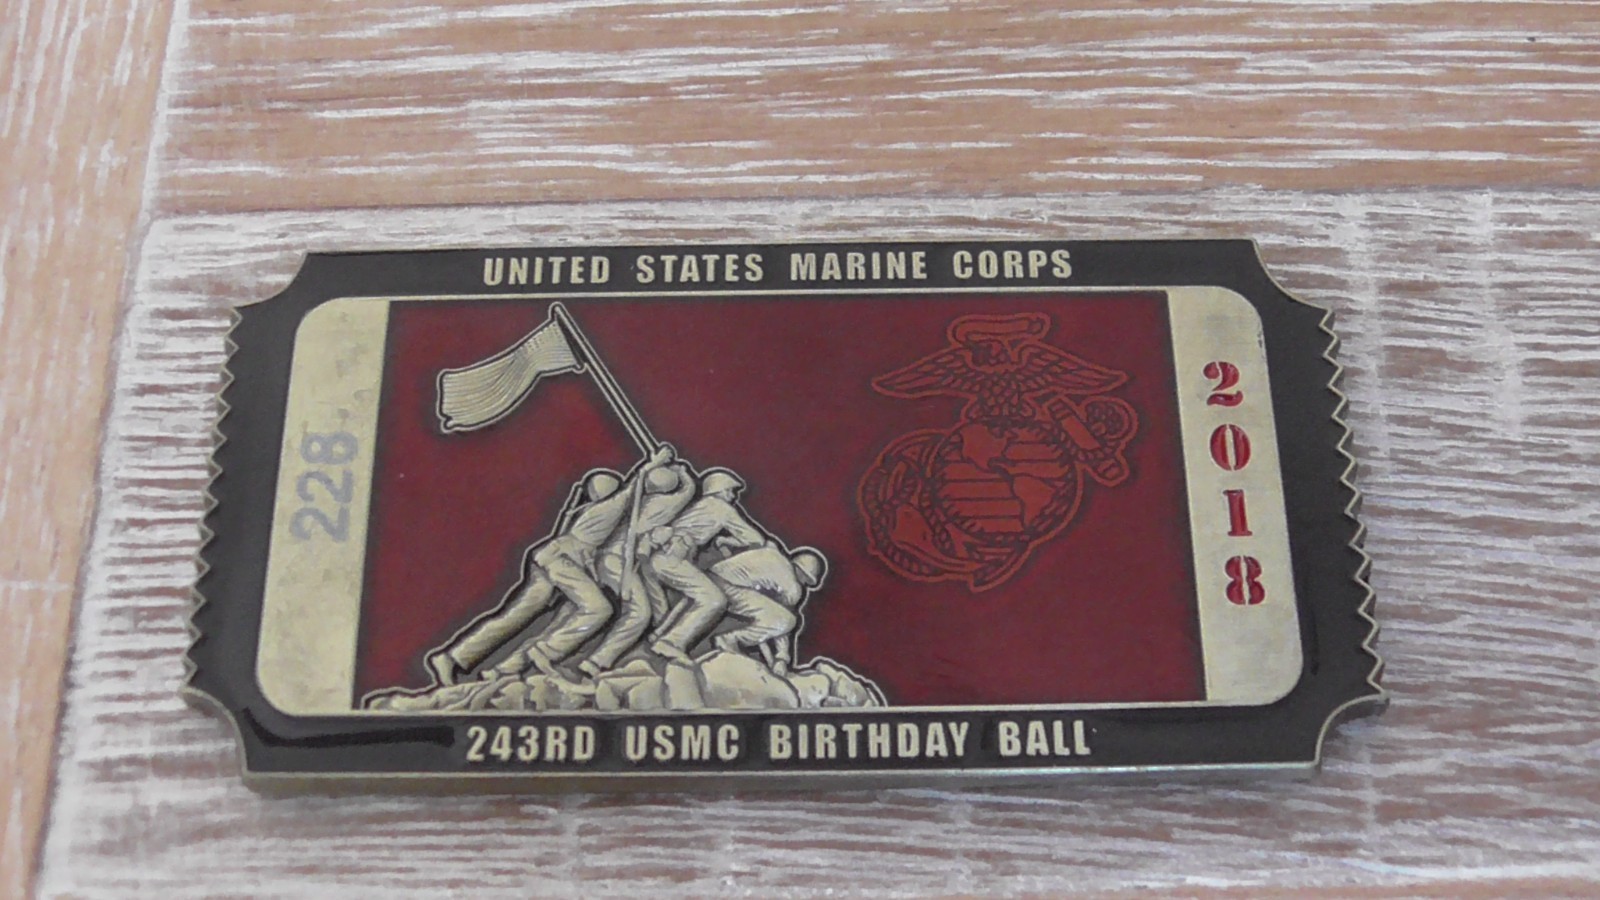 UNITED STATES MARINE CORPS
228
2018
243RD USMC BIRTHDAY BALL